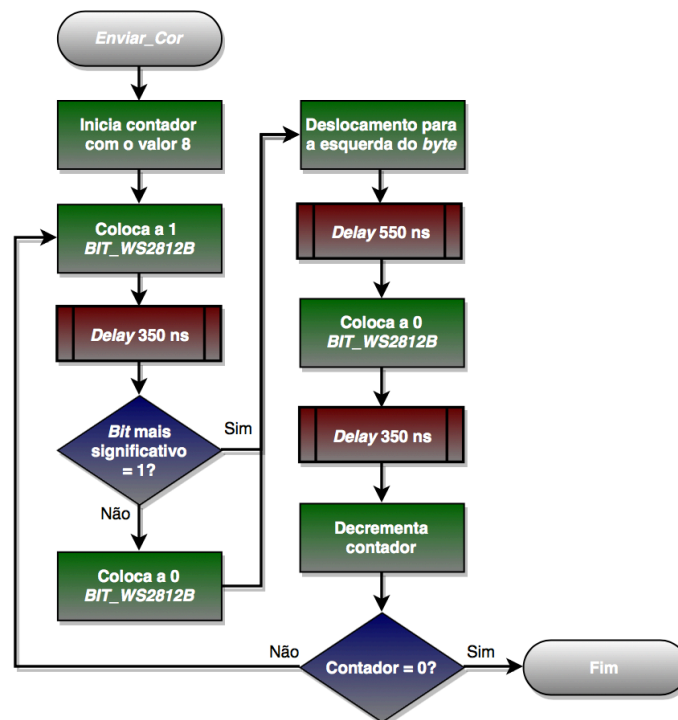 Enviar_Cor
Inicia contador
com o valor 8
Coloca a 1
BIT_WS2812B
Delay 350 ns
Bit mais
significativo
= 1?
Sim
Não
Coloca a 0
BIT_WS2812B
Deslocamento para
a esquerda do byte
Delay 550 ns
Coloca a 0
BIT_WS2812B
Delay 350 ns
Decrementa
contador
Contador = 0?
Não
Sim
Fim